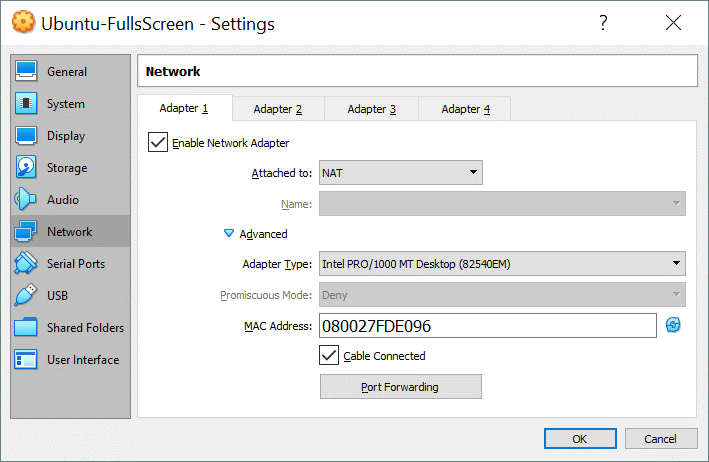 Ubuntu-FullsScreen - Settings
?
General
System
Display
Storage
Audio
Network
Serial Ports
USB
Shared Folders
User Interface
Network
Adapter 1 Adapter 2 Adapter 3 Adapter 4
Enable Network Adapter
Attached to: NAT
Name:
Advanced
Adapter Type: Intel PRO/1000 MT Desktop (82540EM)
Promiscuous Mode: Deny
MAC Address: 080027FDE096
Cable Connected
Port Forwarding
OK Cancel